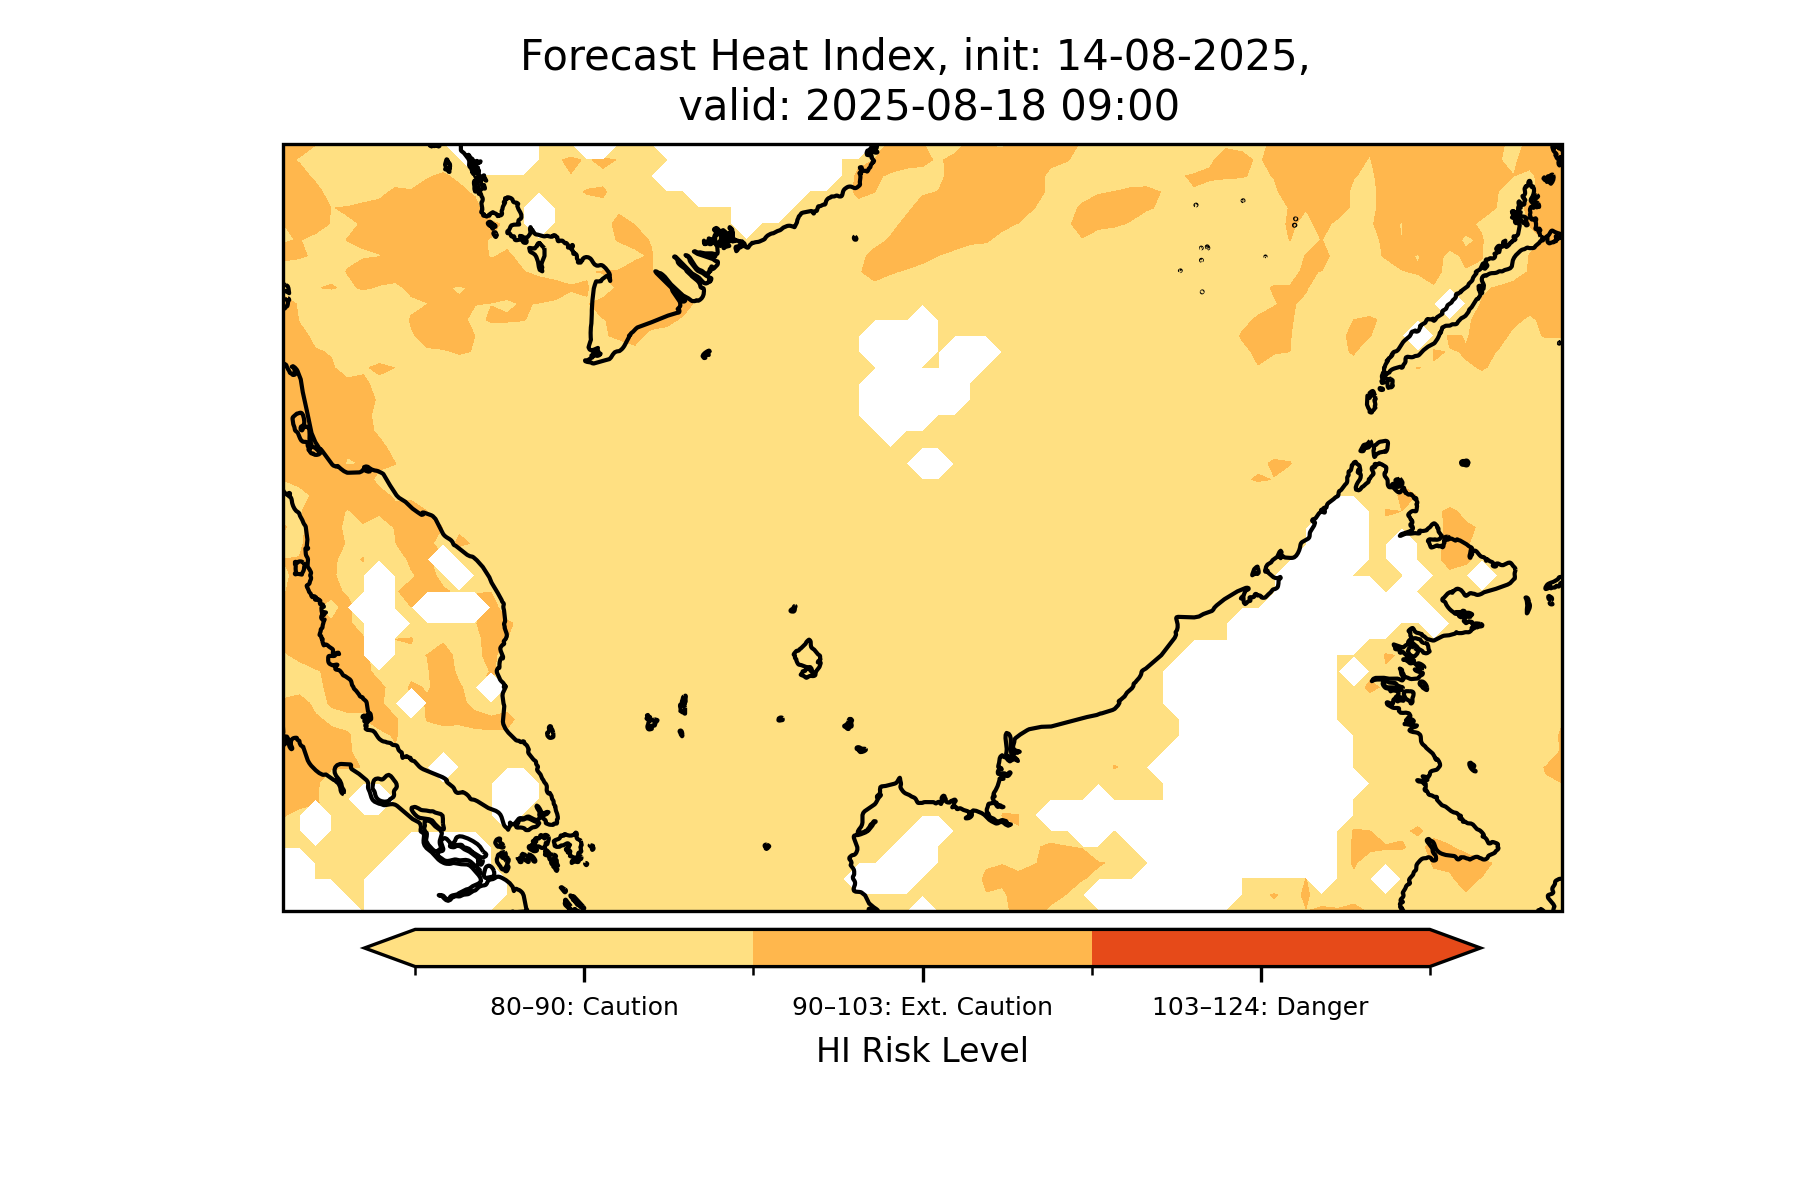 Forecast Heat Index, init: 14-08-2025,
valid: 2025-08-18 09:00
80–90: Caution
90–103: Ext. Caution
103–124: Danger
HI Risk Level